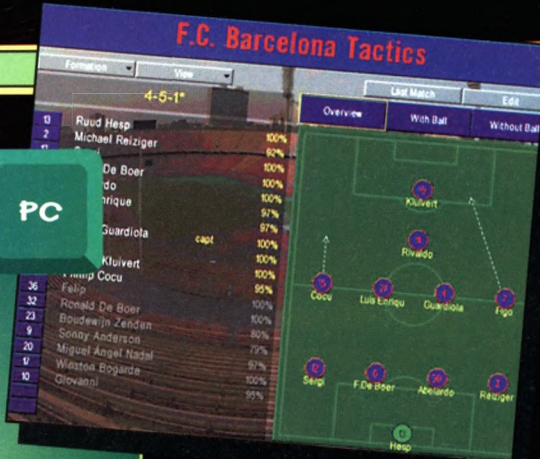 F.C. Barcelona Tactics
Formation
View
Last Match
Edit
4-5-1*
Overview
With Ball
Without Ball
13 Ruud Hesp 100%
2 Michael Reiziger 92%
100%
De Boer 100%
100%
nrique 97%
97%
Guardiola capt 100%
100%
Kluivert 100%
Phillip Cocu 95%
36 Felip 100%
32 Ronald De Boer 100%
23 Boudewijn Zenden 80%
9 Sonny Anderson 79%
20 Miguel Angel Nadal 97%
17 Winston Bogarde 100%
10 Giovanni 95%
PC
Kluivert
Rivaldo
Cocu
Luis Enriqu
Guardiola
Figo
12
Sergi
F.De Boer
Abelardo
Reiziger
Hesp